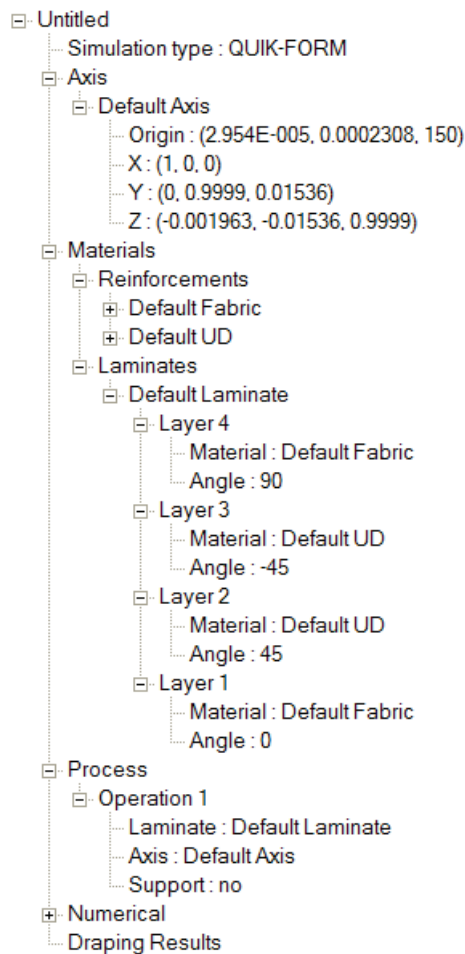 Untitled
Simulation type : QUIK-FORM
Axis
Default Axis
Origin : (2.954E-005, 0.0002308, 150)
X : (1, 0, 0)
Y : (0, 0.9999, 0.01536)
Z : (-0.001963, -0.01536, 0.9999)
Materials
Reinforcements
Default Fabric
Default UD
Laminates
Default Laminate
Layer 4
Material : Default Fabric
Angle : 90
Layer 3
Material : Default UD
Angle : -45
Layer 2
Material : Default UD
Angle : 45
Layer 1
Material : Default Fabric
Angle : 0
Process
Operation 1
Laminate : Default Laminate
Axis : Default Axis
Support : no
Numerical
Draping Results